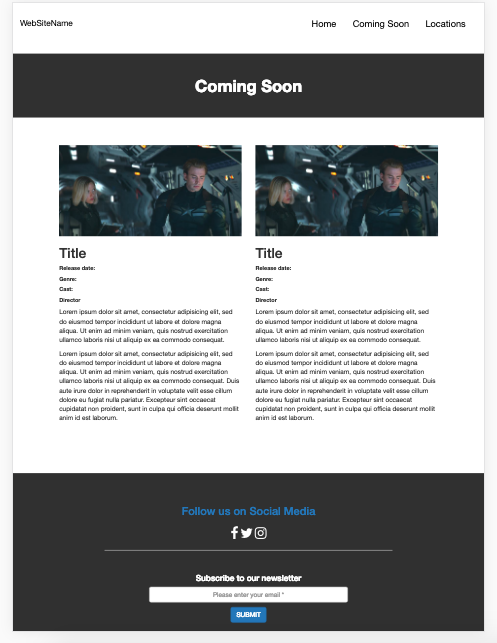 WebSiteName
Home Coming Soon Locations
Coming Soon
Title
Release date:
Genre:
Cast:
Director
Lorem ipsum dolor sit amet, consectetur adipisicing elit, sed
do eiusmod tempor incididunt ut labore et dolore magna
aliqua. Ut enim ad minim veniam, quis nostrud exercitation
ullamco laboris nisi ut aliquip ex ea commodo consequat.
Lorem ipsum dolor sit amet, consectetur adipisicing elit, sed
do eiusmod tempor incididunt ut labore et dolore magna
aliqua. Ut enim ad minim veniam, quis nostrud exercitation
ullamco laboris nisi ut aliquip ex ea commodo consequat. Duis
aute irure dolor in reprehenderit in voluptate velit esse cillum
dolore eu fugiat nulla pariatur. Excepteur sint occaecat
cupidatat non proident, sunt in culpa qui officia deserunt mollit
anim id est laborum.
Title
Release date:
Genre:
Cast:
Director
Lorem ipsum dolor sit amet, consectetur adipisicing elit, sed
do eiusmod tempor incididunt ut labore et dolore magna
aliqua. Ut enim ad minim veniam, quis nostrud exercitation
ullamco laboris nisi ut aliquip ex ea commodo consequat.
Lorem ipsum dolor sit amet, consectetur adipisicing elit, sed
do eiusmod tempor incididunt ut labore et dolore magna
aliqua. Ut enim ad minim veniam, quis nostrud exercitation
ullamco laboris nisi ut aliquip ex ea commodo consequat. Duis
aute irure dolor in reprehenderit in voluptate velit esse cillum
dolore eu fugiat nulla pariatur. Excepteur sint occaecat
cupidatat non proident, sunt in culpa qui officia deserunt mollit
anim id est laborum.
Follow us on Social Media
Subscribe to our newsletter
Please enter your email *
SUBMIT